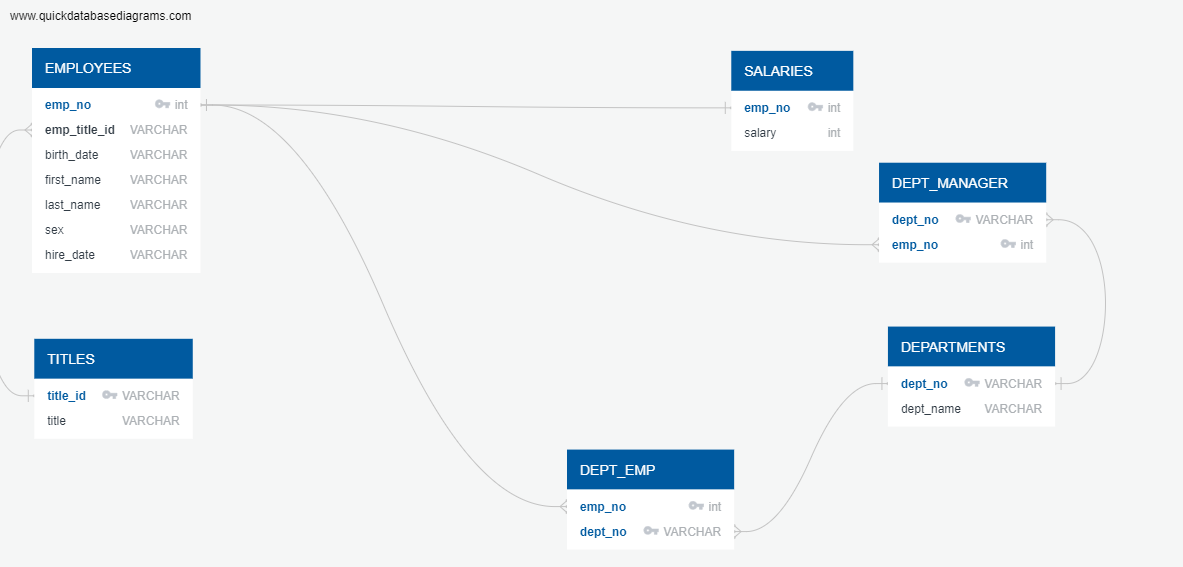 www.quickdatabasediagrams.com
EMPLOYEES
emp_no int
emp_title_id VARCHAR
birth_date VARCHAR
first_name VARCHAR
last_name VARCHAR
sex VARCHAR
hire_date VARCHAR
SALARIES
emp_no int
salary int
DEPT_MANAGER
dept_no VARCHAR
emp_no int
TITLES
title_id VARCHAR
title VARCHAR
DEPARTMENTS
dept_no VARCHAR
dept_name VARCHAR
DEPT_EMP
emp_no int
dept_no VARCHAR